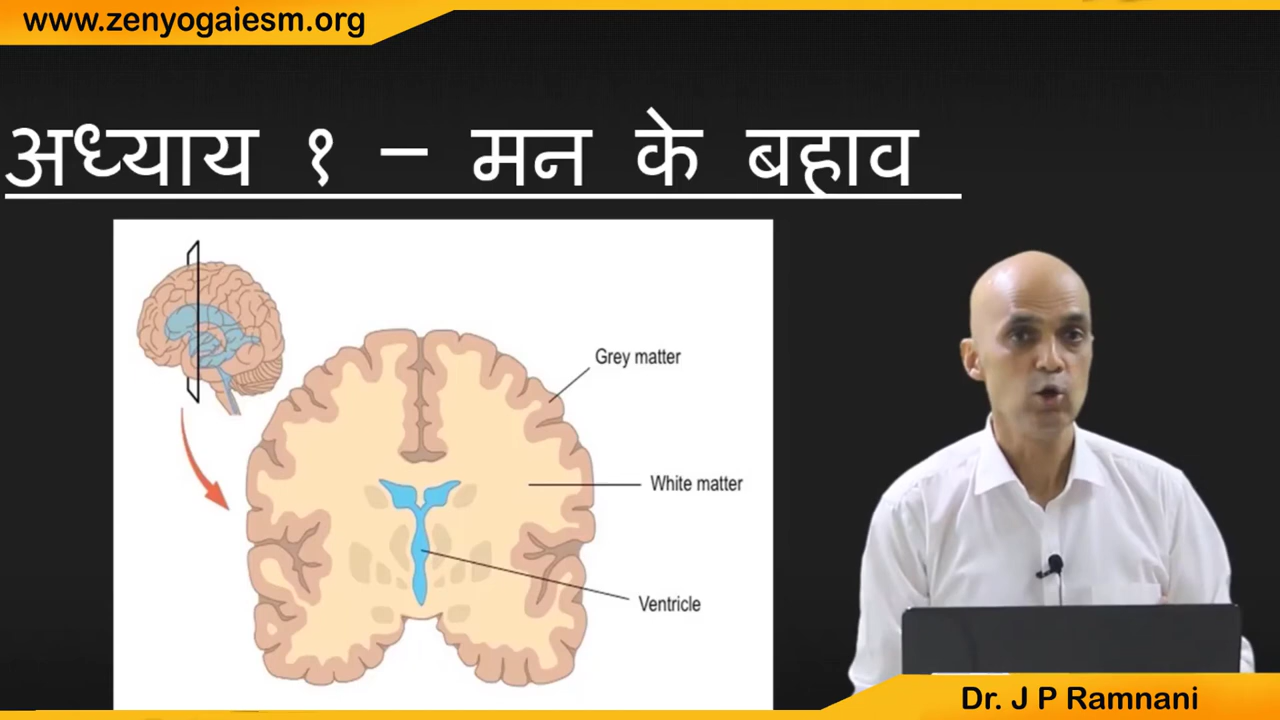 www.zenyogaiesm.org
अध्याय १ – मन के बहाव
Grey matter
White matter
Ventricle
Dr. J P Ramnani